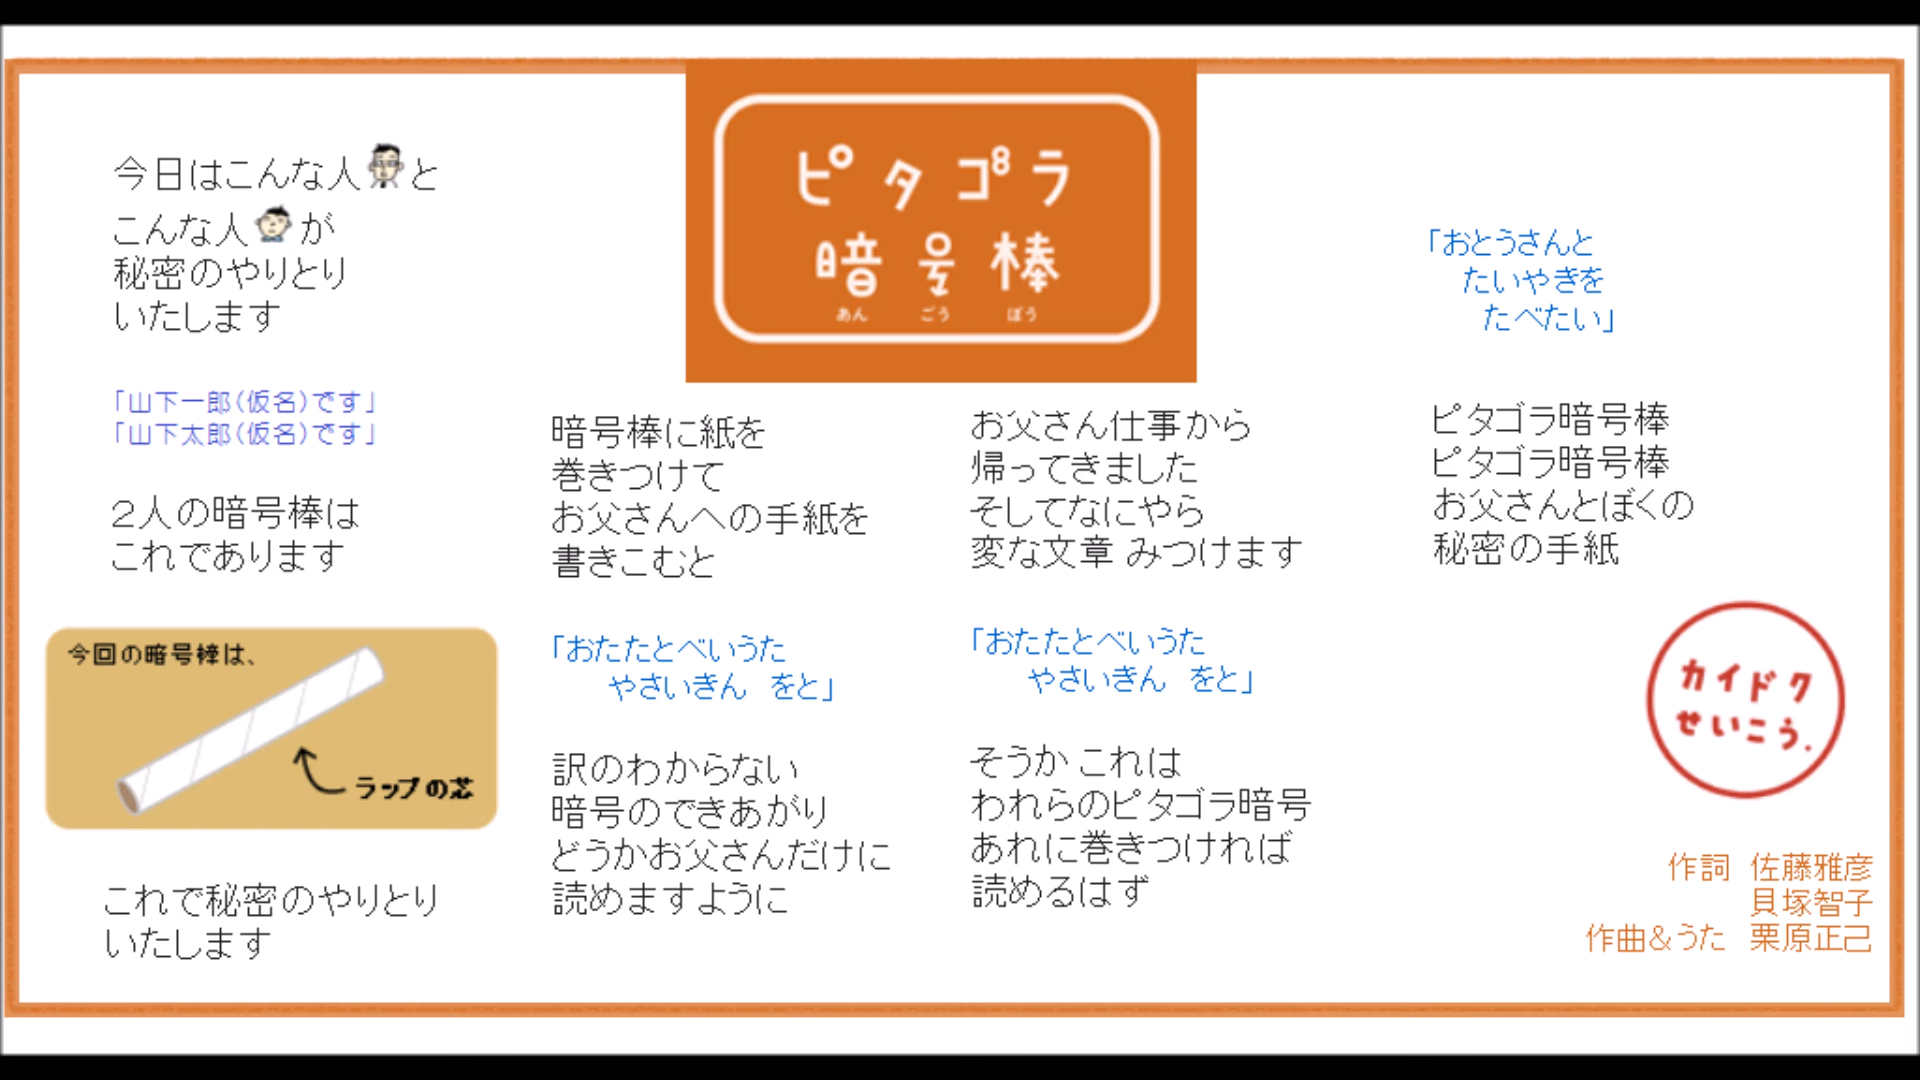 ピタゴラ
暗号棒
あん ごう ぼう
今日はこんな人と
こんな人が
秘密のやりとり
いたします
「山下一郎(仮名)です」
「山下太郎(仮名)です」
2人の暗号棒は
これであります
今回の暗号棒は、
ラップの芯
これで秘密のやりとり
いたします
暗号棒に紙を
巻きつけて
お父さんへの手紙を
書きこむと
「おたたとべいうた
やさいきん をと」
訳のわからない
暗号のできあがり
どうかお父さんだけに
読めますように
お父さん仕事から
帰ってきました
そしてなにやら
変な文章 みつけます
「おたたとべいうた
やさいきん をと」
そうか これは
われらのピタゴラ暗号
あれに巻きつければ
読めるはず
「おとうさんと
たいやきを
たべたい」
ピタゴラ暗号棒
ピタゴラ暗号棒
お父さんとぼくの
秘密の手紙
カイドク
せいこう.
作詞 佐藤雅彦
貝塚智子
作曲&うた 栗原正己